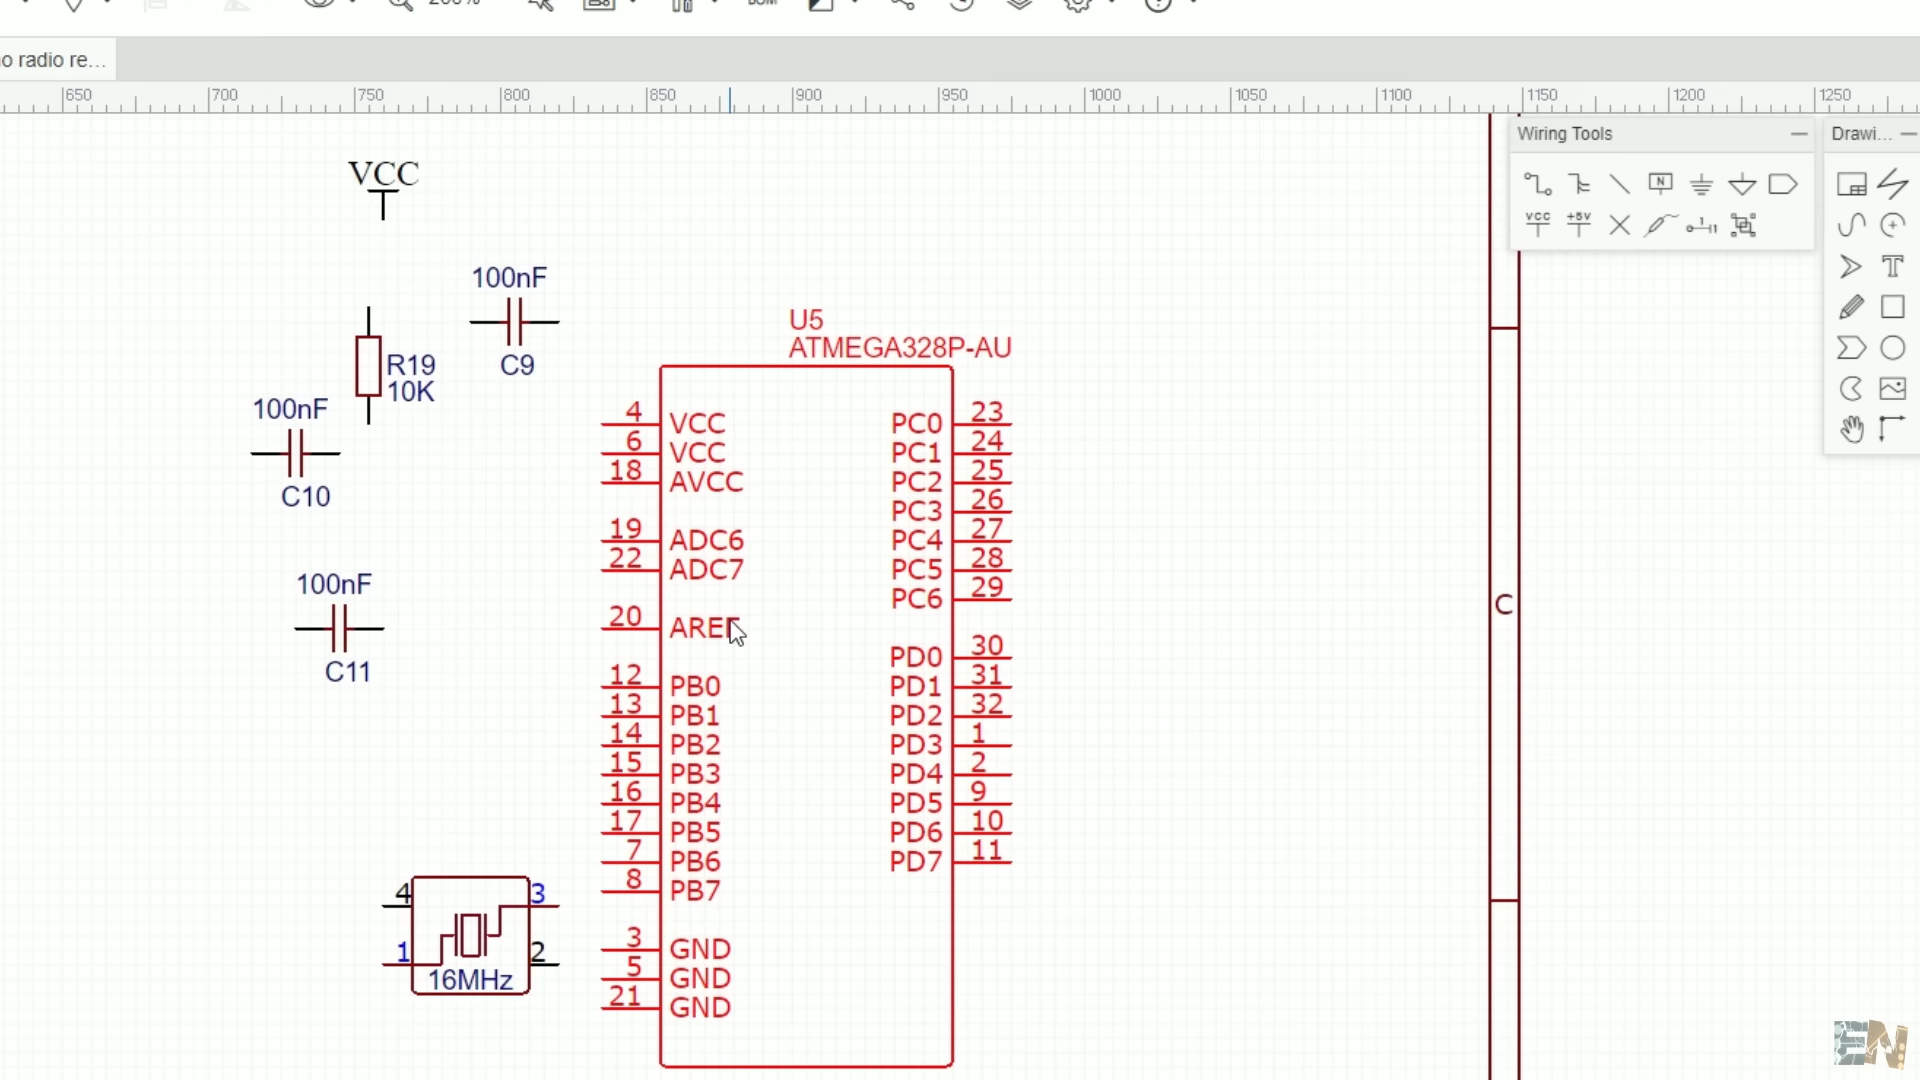 200%
BOM
o radio re...
650 700 750 800 850 900 950 1000 1050 1100 1150 1200 1250
Wiring Tools
Drawi...
N
VCC +5V
T
VCC
100nF
C9
R19
10K
100nF
C10
100nF
C11
4 3
1 2
16MHz
U5
ATMEGA328P-AU
4 VCC PC0 23
6 VCC PC1 24
18 AVCC PC2 25
PC3 26
19 ADC6 PC4 27
22 ADC7 PC5 28
PC6 29
20 AREF
PD0 30
12 PB0 PD1 31
13 PB1 PD2 32
14 PB2 PD3 1
15 PB3 PD4 2
16 PB4 PD5 9
17 PB5 PD6 10
7 PB6 PD7 11
8 PB7
3 GND
5 GND
21 GND
C
EN